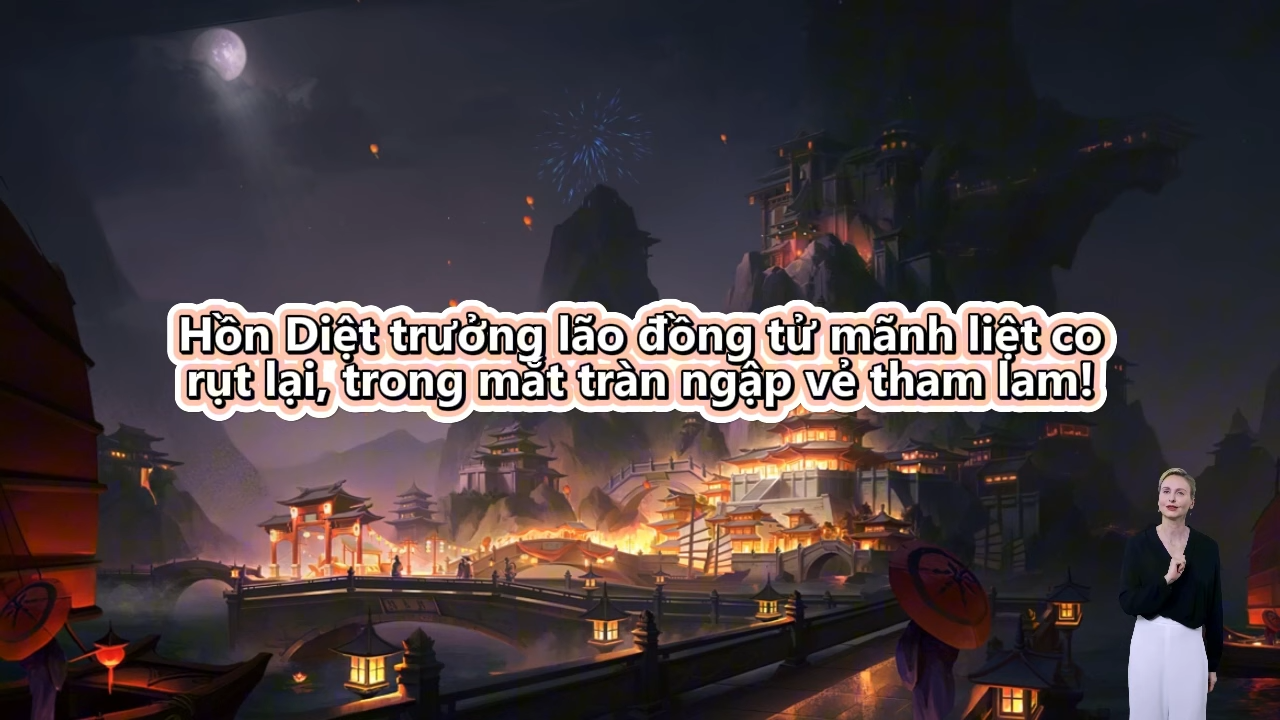 Hồn Diệt trưởng lão đồng tử mãnh liệt co
rụt lại, trong mắt tràn ngập vẻ tham lam!